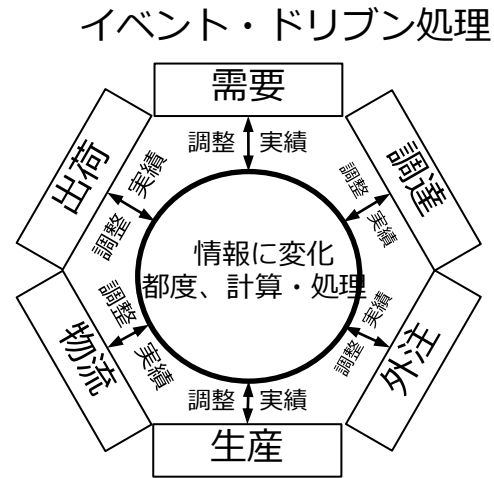 イベント・ドリブン処理
需要
調整 実績
出荷
調整 実績
調達
調整 実績
情報に変化
都度、計算・処理
物流
調整 実績
外注
調整 実績
調整 実績
生産